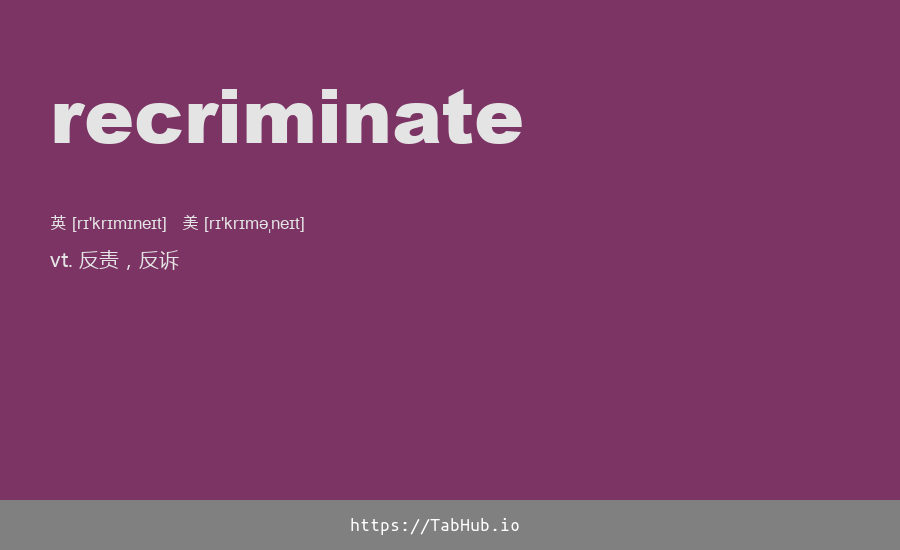 recriminate
英 [rɪ'krɪmɪneɪt] 美 [rɪ'krɪməˌneɪt]
vt. 反责，反诉
https://TabHub.io